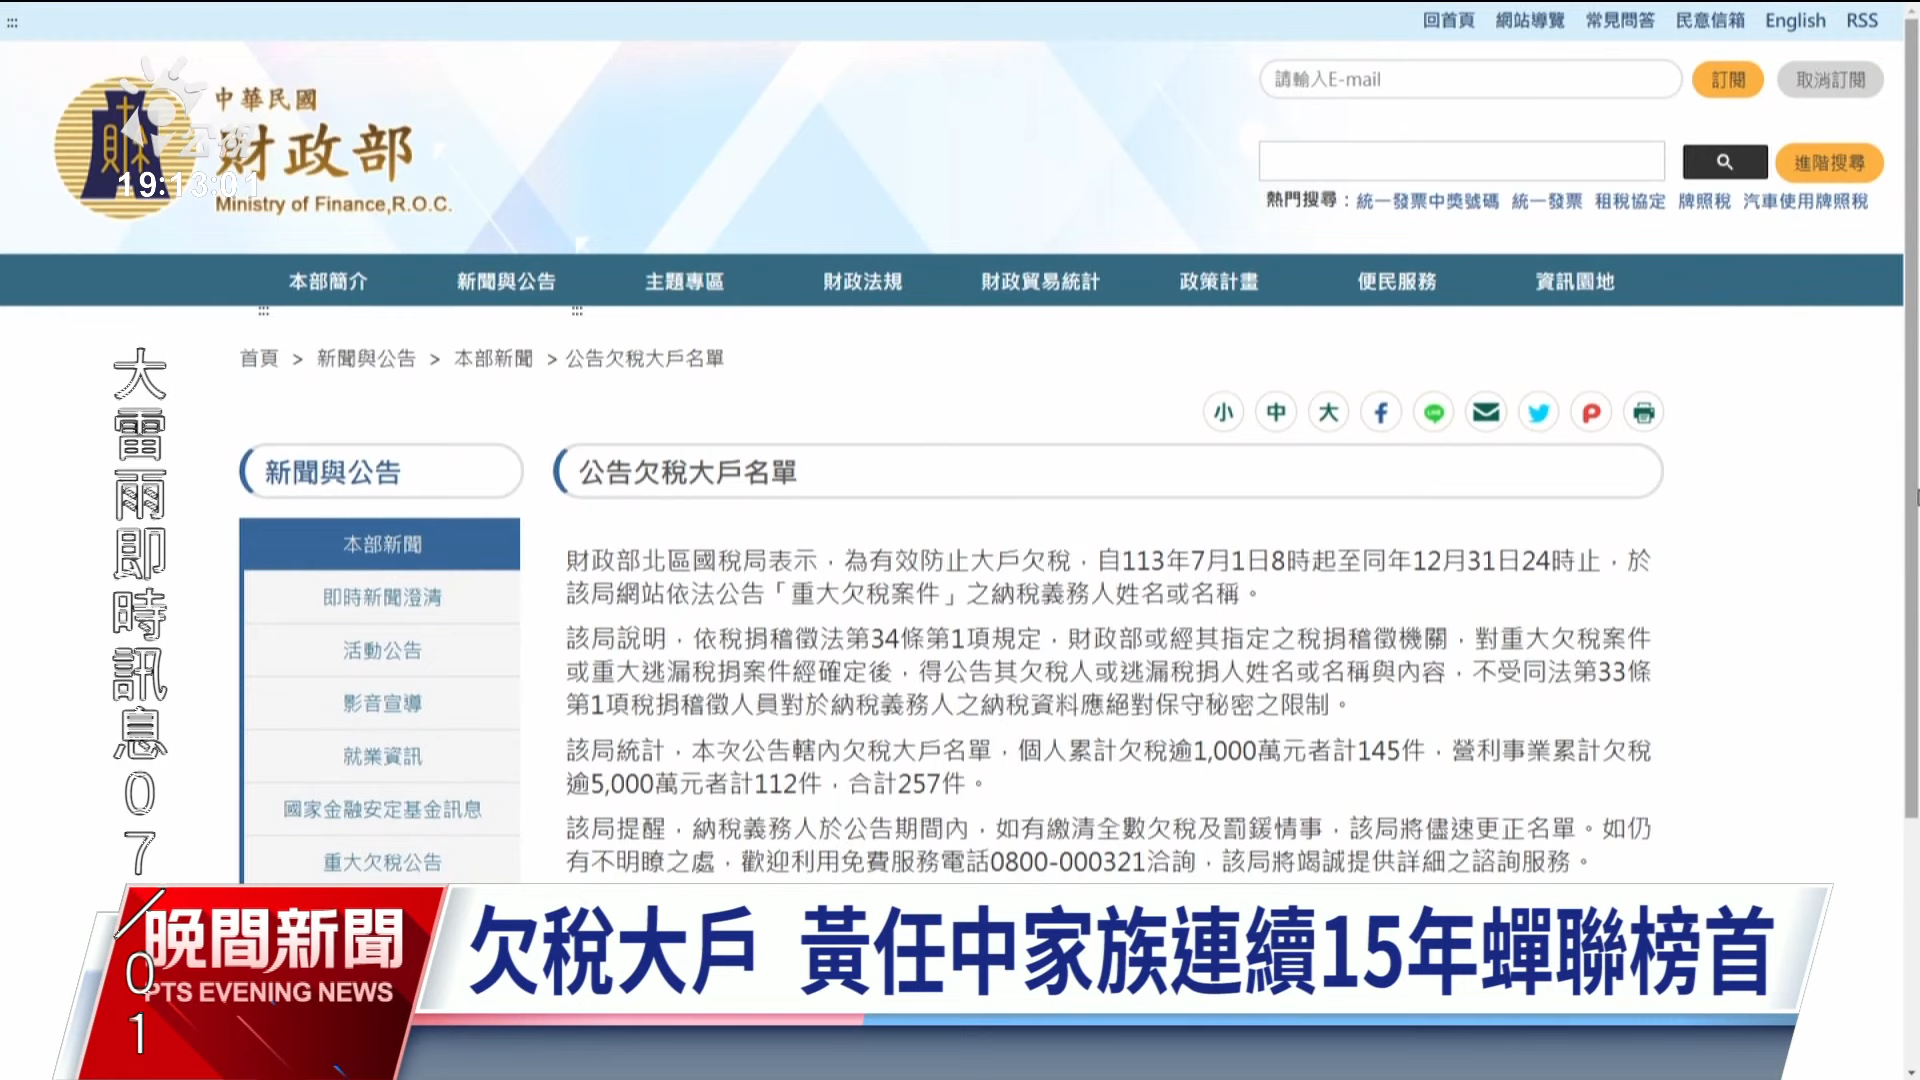 :::
回首頁 網站導覽 常見問答 民意信箱 English RSS
請輸入E-mail 訂閱 取消訂閱
中華民國
財政部
Ministry of Finance,R.O.C.
公視
19:13:01
進階搜尋
熱門搜尋：統一發票中獎號碼 統一發票 租稅協定 牌照稅 汽車使用牌照稅
本部簡介 新聞與公告 主題專區 財政法規 財政貿易統計 政策計畫 便民服務 資訊園地
::: :::
首頁 > 新聞與公告 > 本部新聞 > 公告欠稅大戶名單
小 中 大
新聞與公告
本部新聞
即時新聞澄清
活動公告
影音宣導
就業資訊
國家金融安定基金訊息
重大欠稅公告
公告欠稅大戶名單
財政部北區國稅局表示，為有效防止大戶欠稅，自113年7月1日8時起至同年12月31日24時止，於
該局網站依法公告「重大欠稅案件」之納稅義務人姓名或名稱。
該局說明，依稅捐稽徵法第34條第1項規定，財政部或經其指定之稅捐稽徵機關，對重大欠稅案件
或重大逃漏稅捐案件經確定後，得公告其欠稅人或逃漏稅捐人姓名或名稱與內容，不受同法第33條
第1項稅捐稽徵人員對於納稅義務人之納稅資料應絕對保守秘密之限制。
該局統計，本次公告轄內欠稅大戶名單，個人累計欠稅逾1,000萬元者計145件，營利事業累計欠稅
逾5,000萬元者計112件，合計257件。
該局提醒，納稅義務人於公告期間內，如有繳清全數欠稅及罰鍰情事，該局將儘速更正名單。如仍
有不明瞭之處，歡迎利用免費服務電話0800-000321洽詢，該局將竭誠提供詳細之諮詢服務。
大雷雨即時訊息07/01
晚間新聞
PTS EVENING NEWS
欠稅大戶 黃任中家族連續15年蟬聯榜首